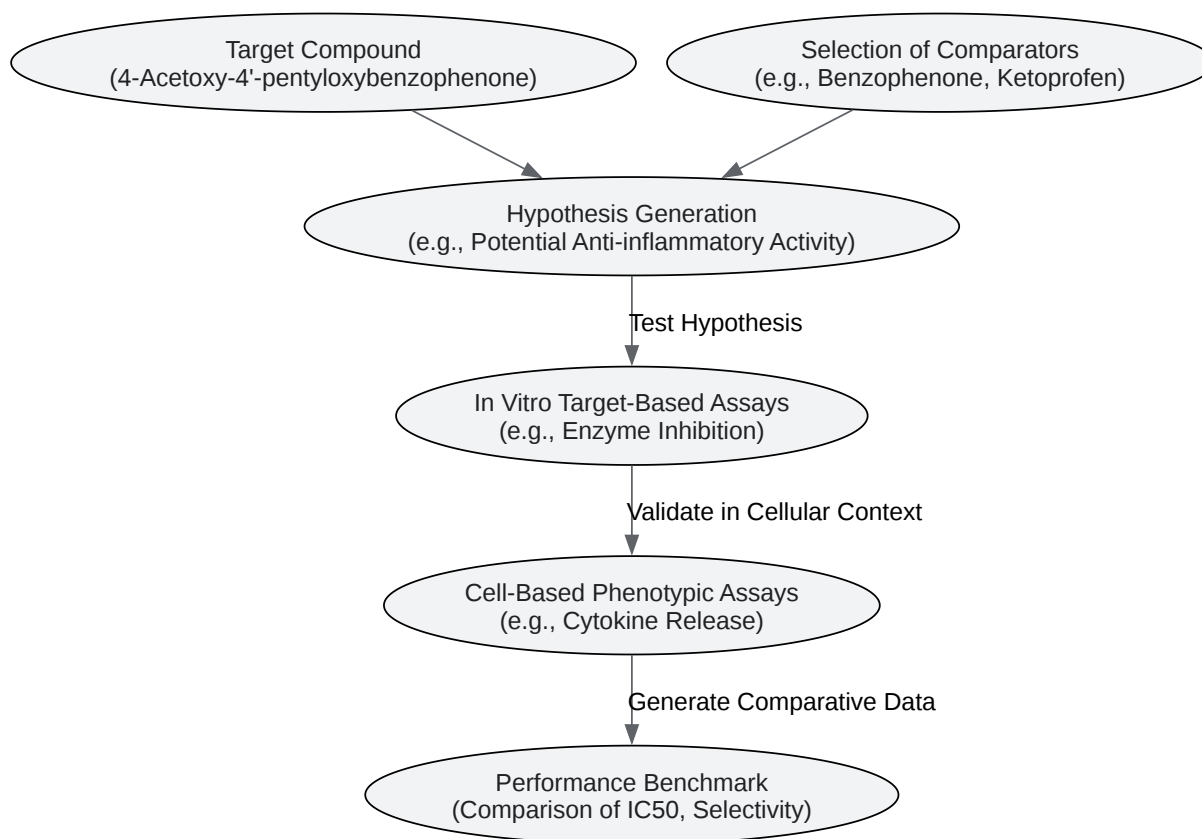 Target Compound
(4-Acetoxy-4'-pentyloxybenzophenone)
Selection of Comparators
(e.g., Benzophenone, Ketoprofen)
Hypothesis Generation
(e.g., Potential Anti-inflammatory Activity)
Test Hypothesis
In Vitro Target-Based Assays
(e.g., Enzyme Inhibition)
Validate in Cellular Context
Cell-Based Phenotypic Assays
(e.g., Cytokine Release)
Generate Comparative Data
Performance Benchmark
(Comparison of IC50, Selectivity)